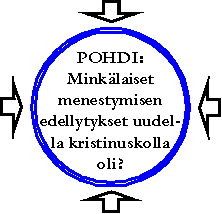 POHDI:
Minkälaiset
menestymisen
edellytykset uudel-
la kristinuskolla
oli?